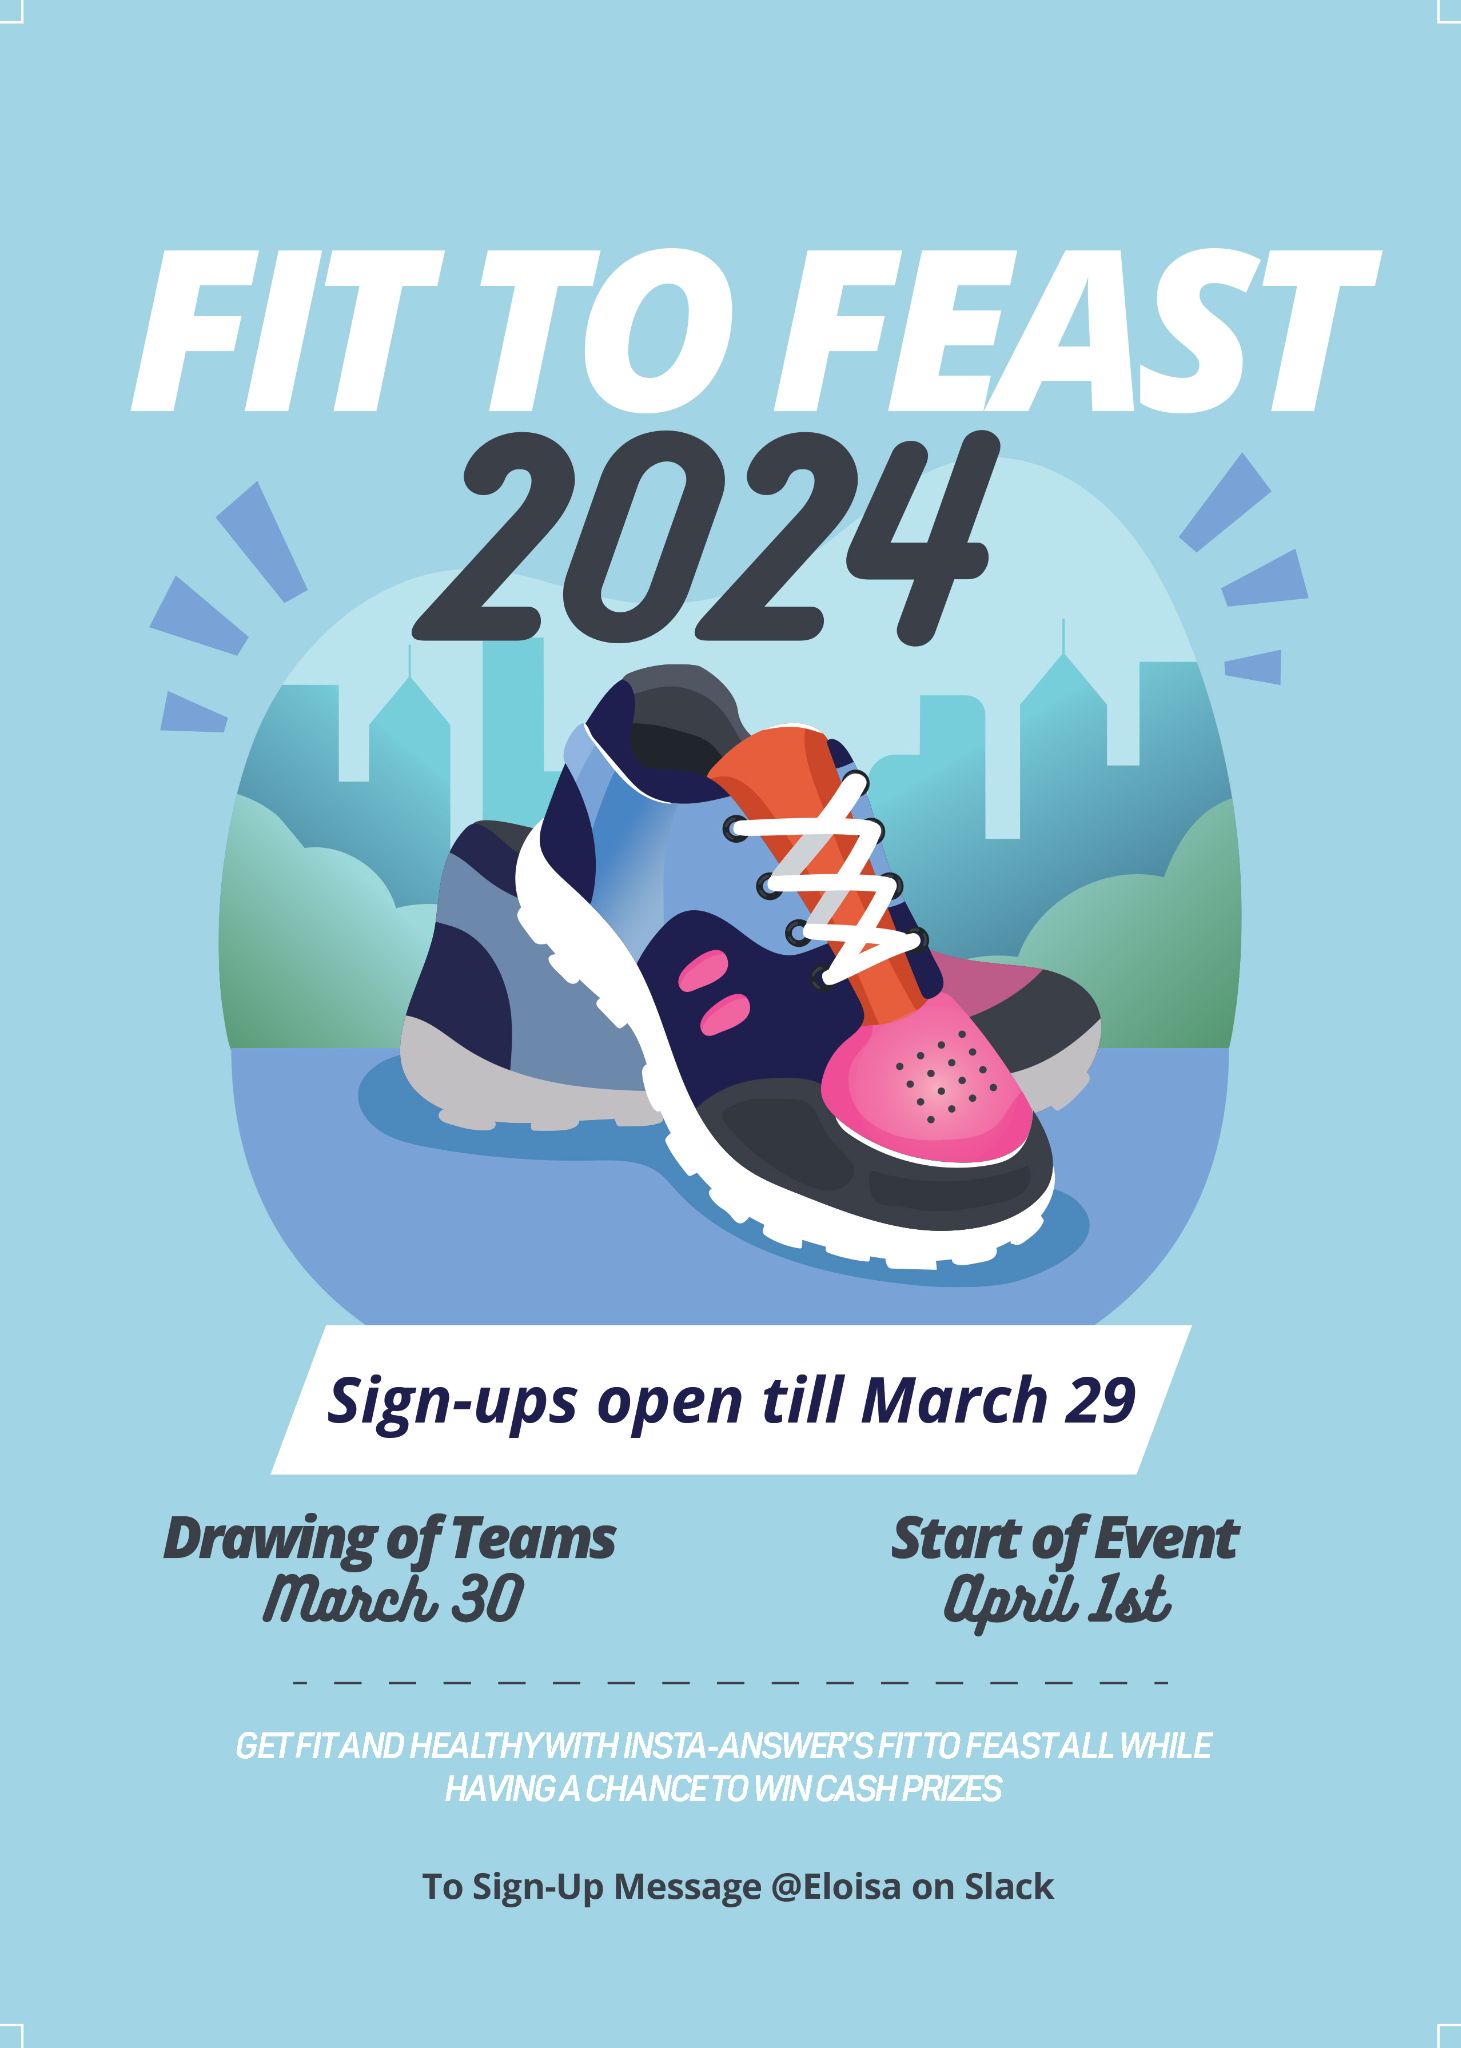 FIT TO FEAST
2024
Sign-ups open till March 29
Drawing of Teams
March 30
Start of Event
April 1st
GET FIT AND HEALTHY WITH INSTA-ANSWER'S FIT TO FEAST ALL WHILE
HAVING A CHANCE TO WIN CASH PRIZES
To Sign-Up Message @Eloisa on Slack